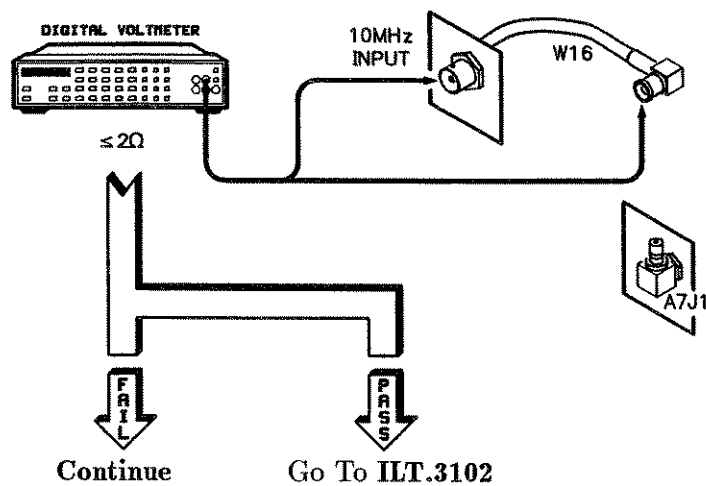 DIGITAL VOLTMETER
10MHz
INPUT
W16
≤2Ω
A7J1
FAIL
PASS
Continue
Go To ILT.3102